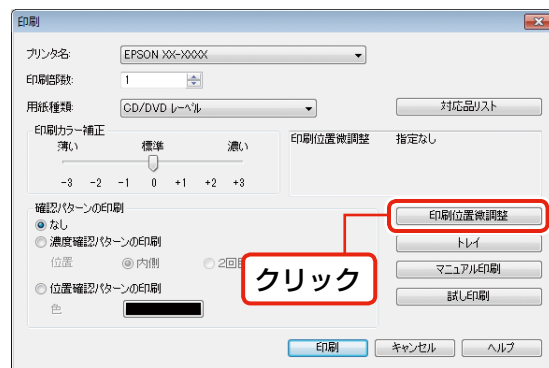 印刷
プリンタ名: EPSON XX-XXXX
印刷部数: 1
用紙種類: CD/DVD レーベル 対応品リスト
印刷カラー補正
薄い 標準 濃い
-3 -2 -1 0 +1 +2 +3
印刷位置微調整 指定なし
確認パターンの印刷
なし
濃度確認パターンの印刷
位置 内側 2回目
位置確認パターンの印刷
色
印刷位置微調整
トレイ
マニュアル印刷
試し印刷
クリック
印刷 キャンセル ヘルプ